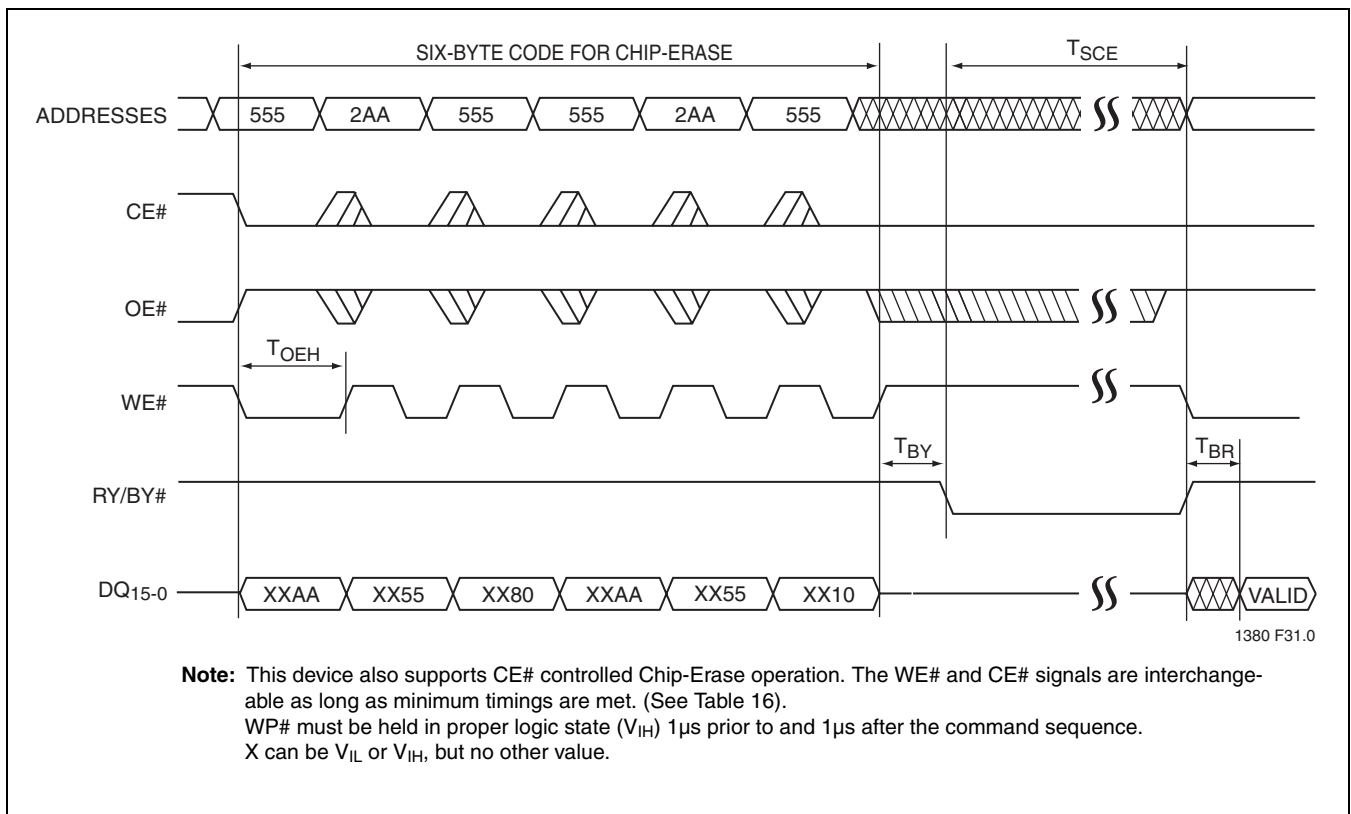 SIX-BYTE CODE FOR CHIP-ERASE
TSCE
ADDRESSES
555
2AA
555
555
2AA
555
CE#
OE#
TOEH
WE#
TBY
TBR
RY/BY#
DQ15-0
XXAA
XX55
XX80
XXAA
XX55
XX10
VALID
1380 F31.0
Note: This device also supports CE# controlled Chip-Erase operation. The WE# and CE# signals are interchange-
able as long as minimum timings are met. (See Table 16).
WP# must be held in proper logic state (VIH) 1µs prior to and 1µs after the command sequence.
X can be VIL or VIH, but no other value.